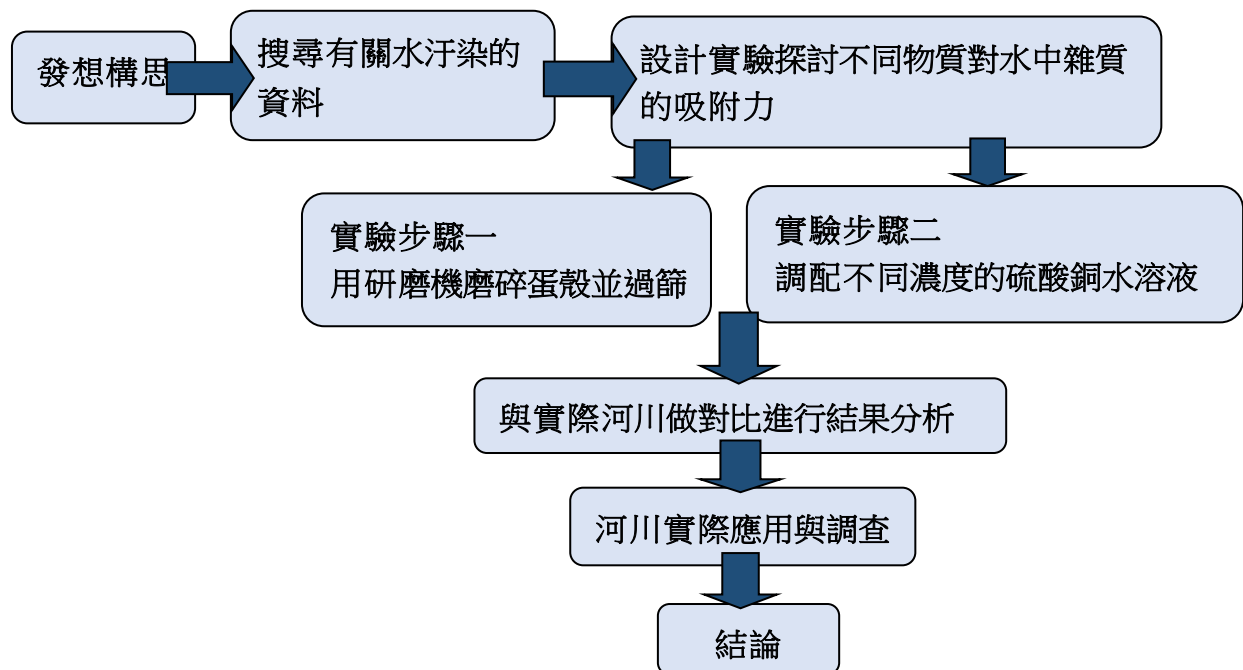 發想構思
搜尋有關水汙染的
資料
設計實驗探討不同物質對水中雜質
的吸附力
實驗步驟一
用研磨機磨碎蛋殼並過篩
實驗步驟二
調配不同濃度的硫酸銅水溶液
與實際河川做對比進行結果分析
河川實際應用與調查
結論